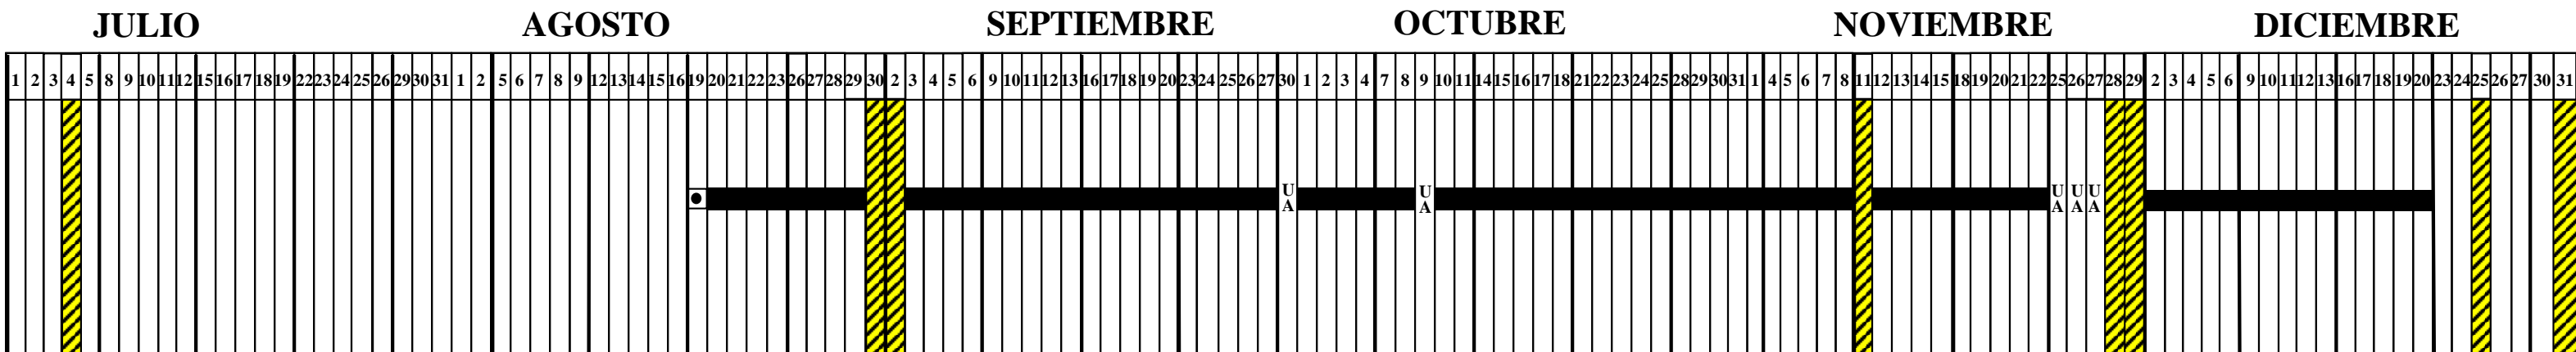 JULIO AGOSTO SEPTIEMBRE OCTUBRE NOVIEMBRE DICIEMBRE
1 2 3 4 5 8 9 10 11 12 15 16 17 18 19 22 23 24 25 26 29 30 31 1 2 5 6 7 8 9 12 13 14 15 16 19 20 21 22 23 26 27 28 29 30 2 3 4 5 6 9 10 11 12 13 16 17 18 19 20 23 24 25 26 27 30 1 2 3 4 7 8 9 10 11 14 15 16 17 18 21 22 23 24 25 28 29 30 31 1 4 5 6 7 8 11 12 13 14 15 18 19 20 21 22 25 26 27 28 29 2 3 4 5 6 9 10 11 12 13 16 17 18 19 20 23 24 25 26 27 30 31
UA UA UA UA UA